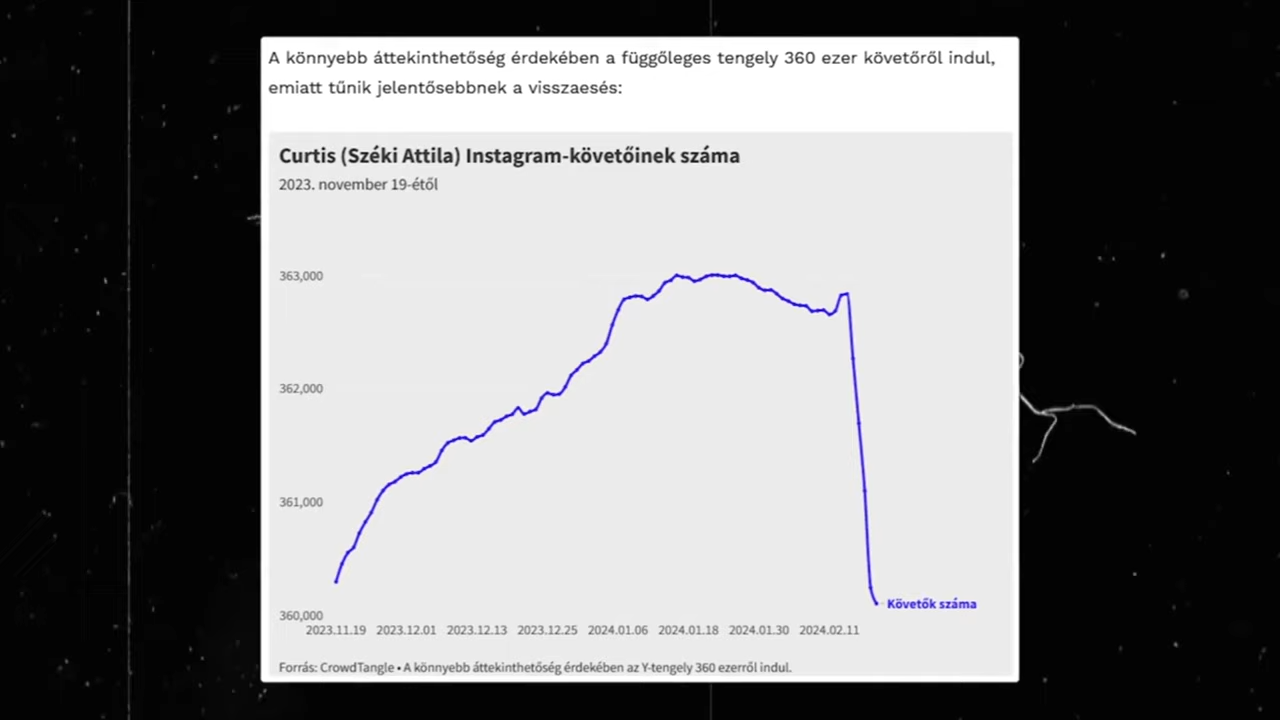 A könnyebb áttekinthetőség érdekében a függőleges tengely 360 ezer követőről indul,
emiatt tűnik jelentősebbnek a visszaesés:
Curtis (Széki Attila) Instagram-követőinek száma
2023. november 19-étől
363,000
362,000
361,000
360,000
Követők száma
2023.11.19 2023.12.01 2023.12.13 2023.12.25 2024.01.06 2024.01.18 2024.01.30 2024.02.11
Forrás: CrowdTangle • A könnyebb áttekinthetőség érdekében az Y-tengely 360 ezerről indul.